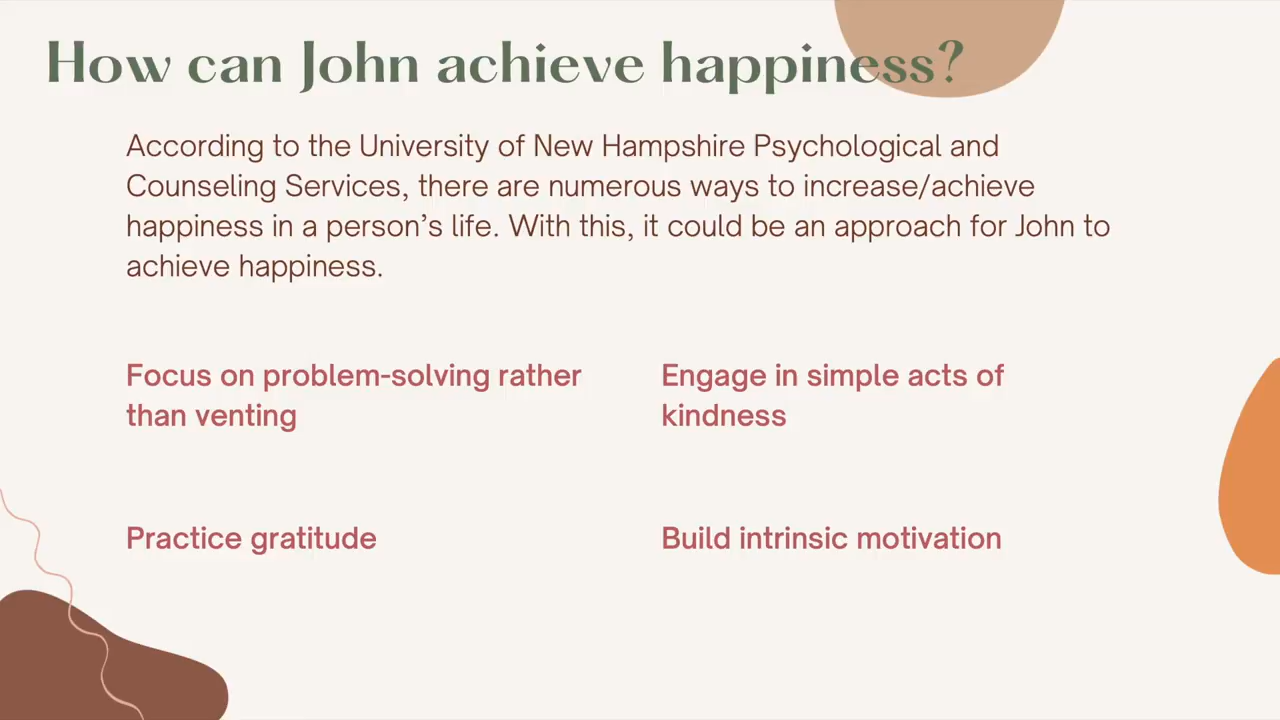 How can John achieve happiness?
According to the University of New Hampshire Psychological and
Counseling Services, there are numerous ways to increase/achieve
happiness in a person’s life. With this, it could be an approach for John to
achieve happiness.
Focus on problem-solving rather
than venting
Engage in simple acts of
kindness
Practice gratitude
Build intrinsic motivation